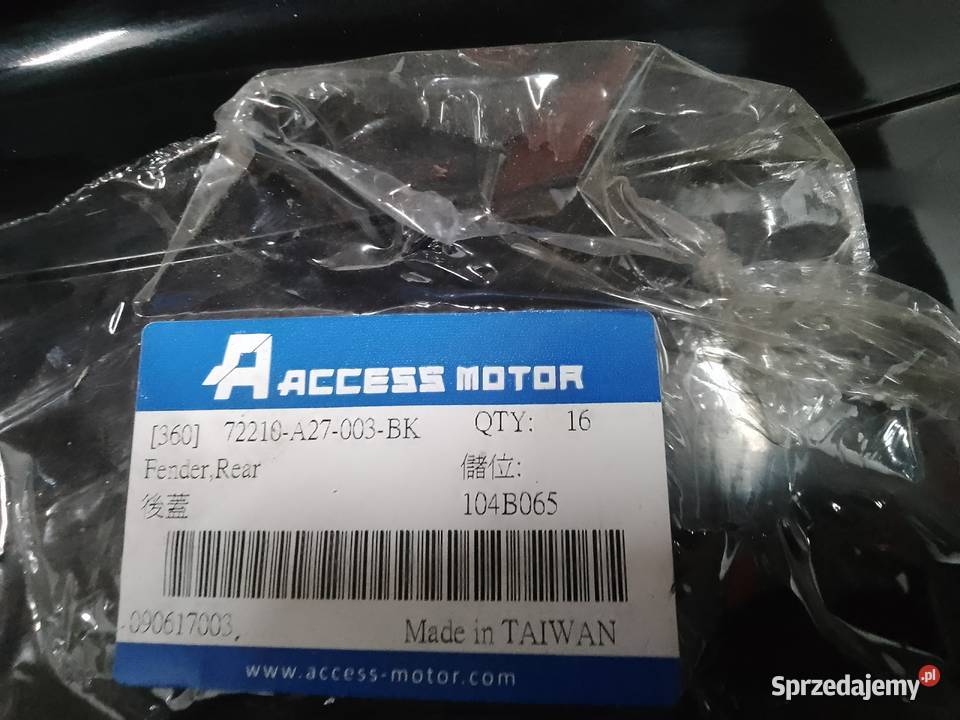 ACCESS MOTOR
[360] 72210-A27-003-BK QTY: 16
Fender,Rear 儲位:
後蓋 104B065
090617003,
Made in TAIWAN
www.access-motor.com
Sprzedajemy.pl